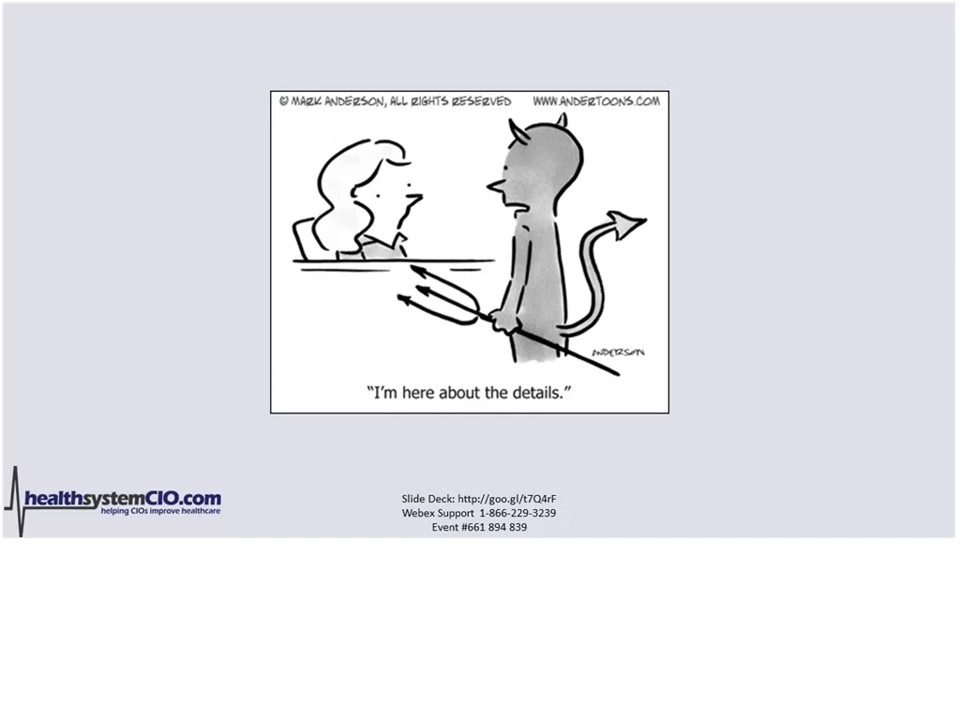 © MARK ANDERSON, ALL RIGHTS RESERVED WWW.ANDERTOONS.COM
ANDERSON
“I’m here about the details.”
healthsystemCIO.com
helping CIOs improve healthcare
Slide Deck: http://goo.gl/t7Q4rF
Webex Support 1-866-229-3239
Event #661 894 839